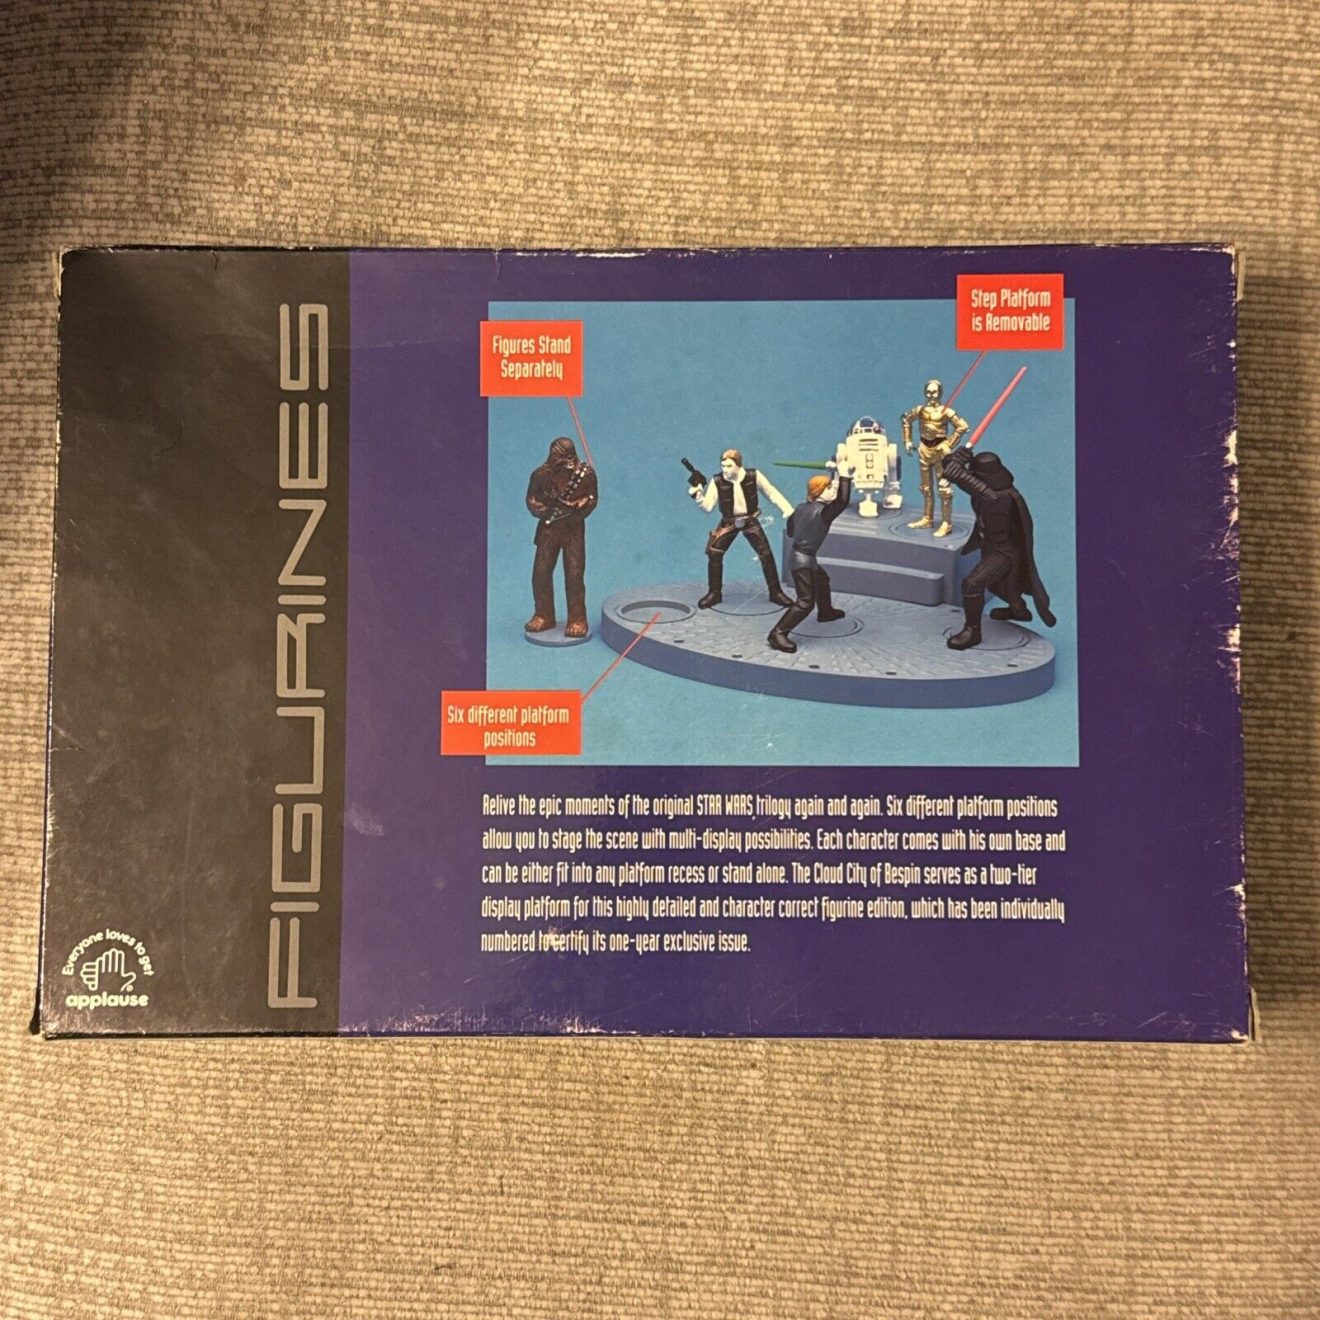 FIGURINES
Everyone loves to get
applause
Figures Stand
Separately
Step Platform
is Removable
Six different platform
positions
Relive the epic moments of the original STAR WARS trilogy again and again. Six different platform positions
allow you to stage the scene with multi-display possibilities. Each character comes with his own base and
can be either fit into any platform recess or stand alone. The Cloud City of Bespin serves as a two-tier
display platform for this highly detailed and character correct figurine edition, which has been individually
numbered to certify its one-year exclusive issue.